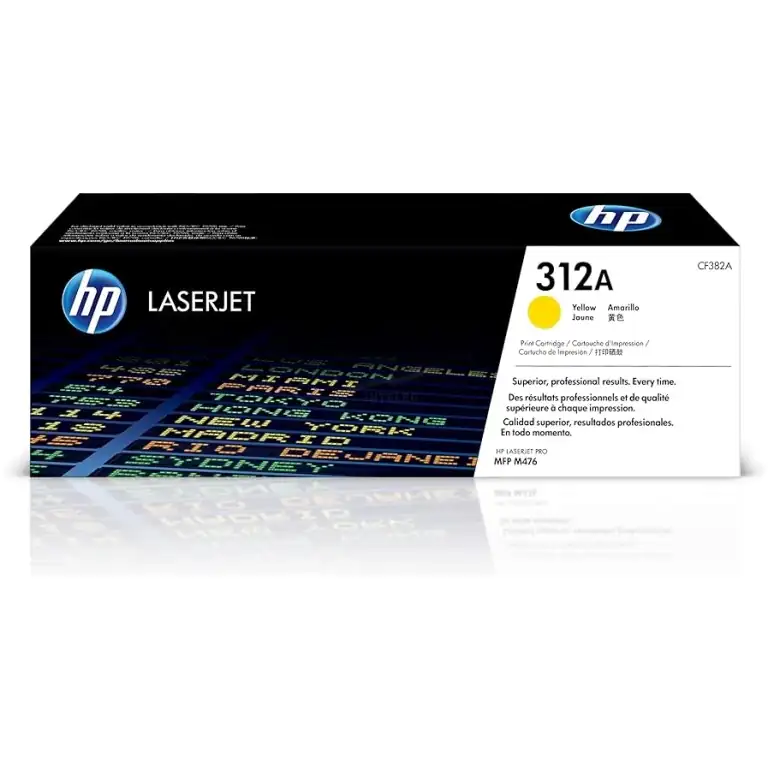 hp
hp
LASERJET
312A
CF382A
Yellow Amarillo
Jaune 黄色
Print Cartridge / Cartouche d'Impression /
Cartucho de Impresión / 打印硒鼓
Superior, professional results. Every time.
Des résultats professionnels et de qualité
supérieure à chaque impression.
Calidad superior, resultados profesionales.
En todo momento.
HP LASERJET PRO
MFP M476
LOS ANGELES
LONDON
MIAMI
PARIS
TOKYO
HONG KONG
NEW YORK
MADRID
RIO DE JANEI
SYDNEY